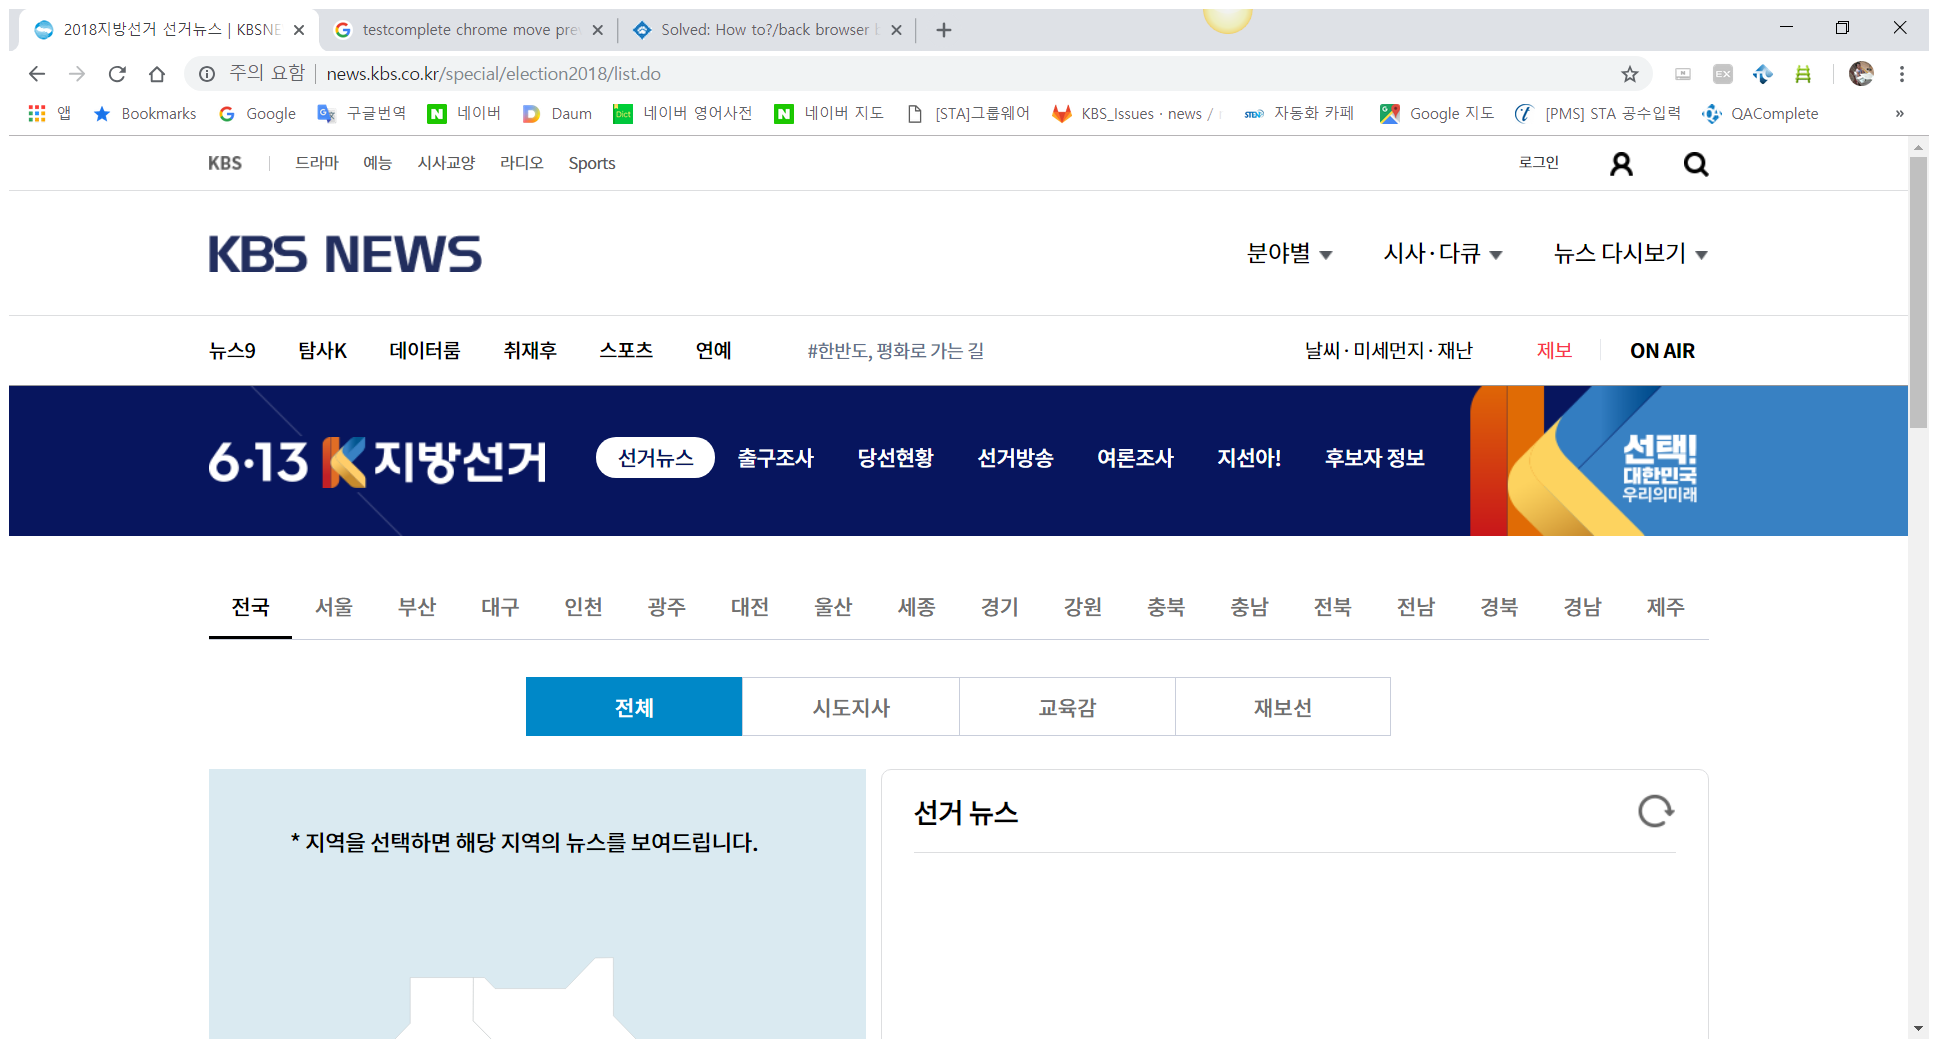 2018지방선거 선거뉴스 | KBSNE
testcomplete chrome move pre
Solved: How to?/back browser
주의 요함 | news.kbs.co.kr/special/election2018/list.do
EX
앱 Bookmarks Google 구글번역 네이버 Daum 네이버 영어사전 네이버 지도 [STA]그룹웨어 KBS_Issues · news / 자동화 카페 Google 지도 [PMS] STA 공수입력 QAComplete »
KBS 드라마 예능 시사교양 라디오 Sports 로그인
KBS NEWS 분야별 시사·다큐 뉴스 다시보기
뉴스9 탐사K 데이터룸 취재후 스포츠 연예 #한반도, 평화로 가는 길 날씨·미세먼지·재난 제보 ON AIR
6·13 K 지방선거 선거뉴스 출구조사 당선현황 선거방송 여론조사 지선아! 후보자 정보
선택!
대한민국
우리의미래
전국 서울 부산 대구 인천 광주 대전 울산 세종 경기 강원 충북 충남 전북 전남 경북 경남 제주
전체 시도지사 교육감 재보선
* 지역을 선택하면 해당 지역의 뉴스를 보여드립니다.
선거 뉴스